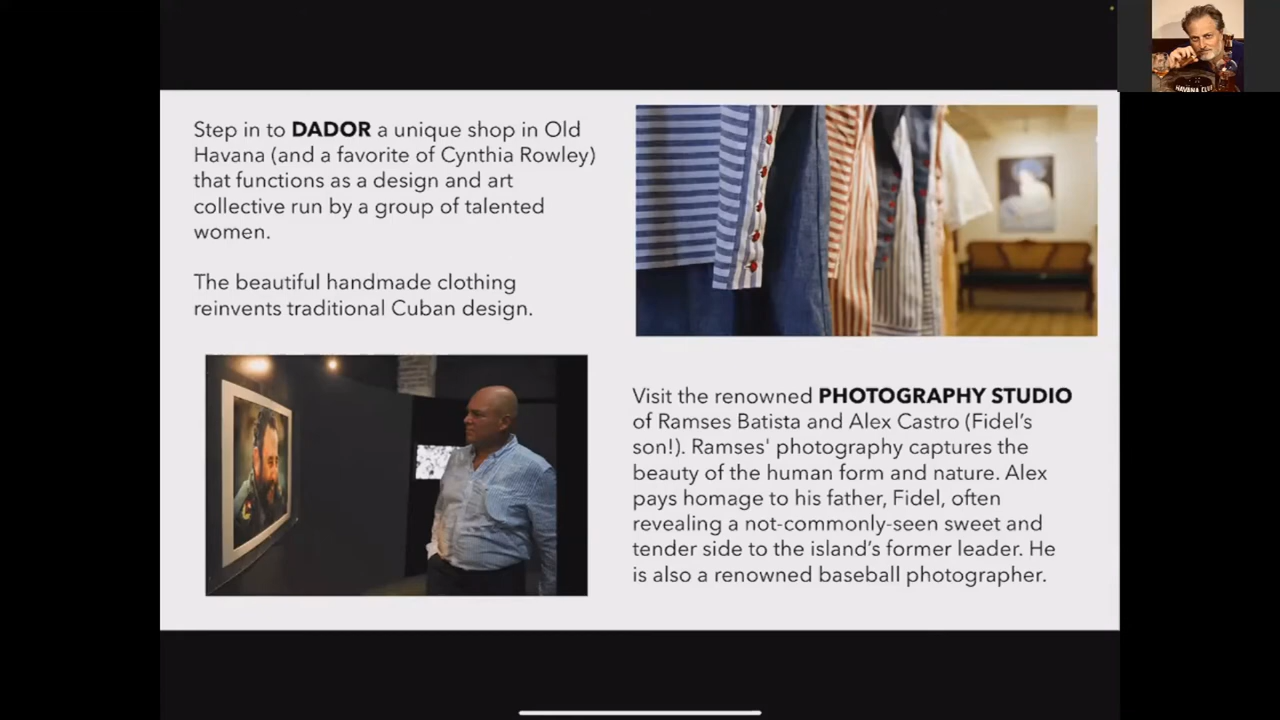 Step in to DADOR a unique shop in Old
Havana (and a favorite of Cynthia Rowley)
that functions as a design and art
collective run by a group of talented
women.
The beautiful handmade clothing
reinvents traditional Cuban design.
Visit the renowned PHOTOGRAPHY STUDIO
of Ramses Batista and Alex Castro (Fidel's
son!). Ramses' photography captures the
beauty of the human form and nature. Alex
pays homage to his father, Fidel, often
revealing a not-commonly-seen sweet and
tender side to the island's former leader. He
is also a renowned baseball photographer.
HAVANA CLUB